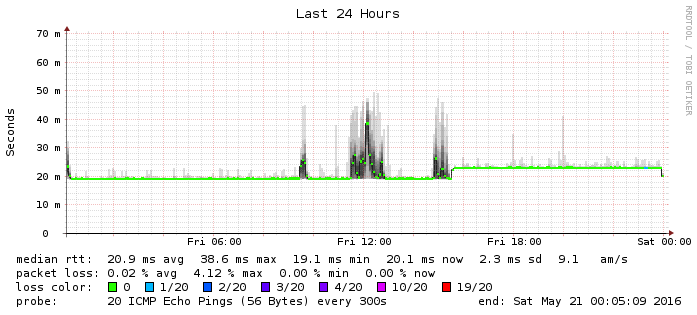 Last 24 Hours
RRDTOOL / TOBI OETIKER
Seconds
70 m
60 m
50 m
40 m
30 m
20 m
10 m
0
Fri 06:00 Fri 12:00 Fri 18:00 Sat 00:00
median rtt: 20.9 ms avg 38.6 ms max 19.1 ms min 20.1 ms now 2.3 ms sd 9.1 am/s
packet loss: 0.02 % avg 4.12 % max 0.00 % min 0.00 % now
loss color: 0 1/20 2/20 3/20 4/20 10/20 19/20
probe: 20 ICMP Echo Pings (56 Bytes) every 300s end: Sat May 21 00:05:09 2016